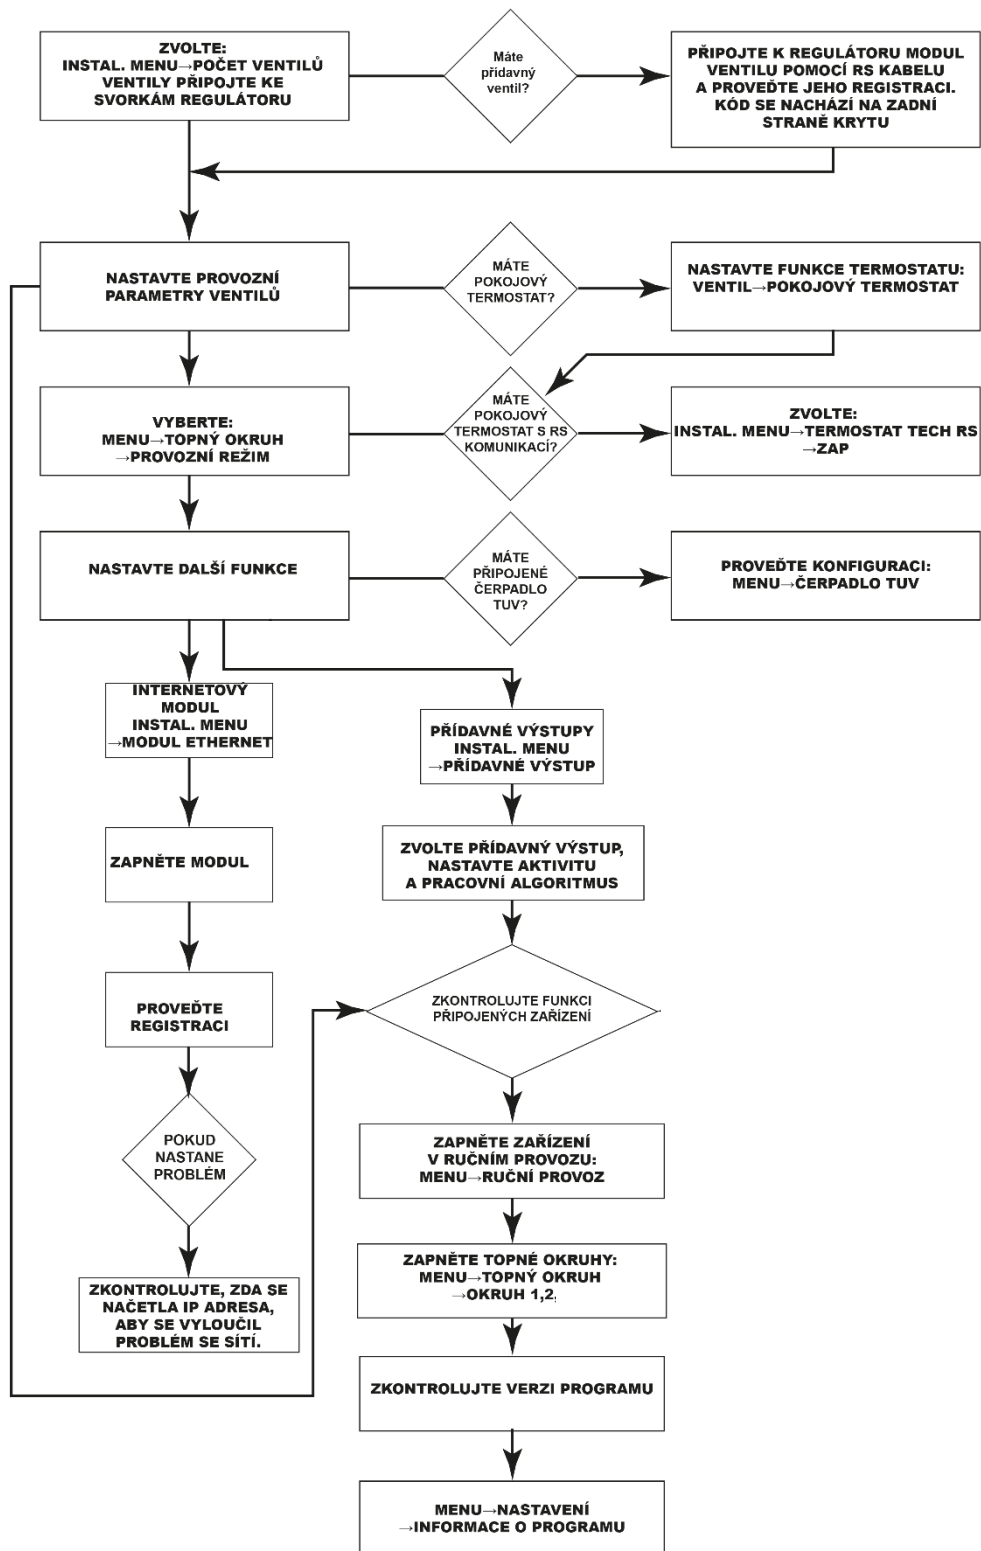 ZVOLTE:
INSTAL. MENU→POČET VENTILŮ
VENTILY PŘIPOJTE KE
SVORKÁM REGULÁTORU
Máte
přídavný
ventil?
PŘIPOJTE K REGULÁTORU MODUL
VENTILU POMOCÍ RS KABELU
A PROVEĎTE JEHO REGISTRACI.
KÓD SE NACHÁZÍ NA ZADNÍ
STRANĚ KRYTU
NASTAVTE PROVOZNÍ
PARAMETRY VENTILŮ
MÁTE
POKOJOVÝ
TERMOSTAT?
NASTAVTE FUNKCE TERMOSTATU:
VENTIL→POKOJOVÝ TERMOSTAT
VYBERTE:
MENU→TOPNÝ OKRUH
→PROVOZNÍ REŽIM
MÁTE
POKOJOVÝ
TERMOSTAT S RS
KOMUNIKACÍ?
ZVOLTE:
INSTAL. MENU→TERMOSTAT TECH RS
→ZAP
NASTAVTE DALŠÍ FUNKCE
MÁTE
PŘIPOJENÉ
ČERPADLO
TUV?
PROVEĎTE KONFIGURACI:
MENU→ČERPADLO TUV
INTERNETOVÝ
MODUL
INSTAL. MENU
→MODUL ETHERNET
PŘÍDAVNÉ VÝSTUPY
INSTAL. MENU
→PŘÍDAVNÉ VÝSTUP
ZAPNĚTE MODUL
ZVOLTE PŘÍDAVNÝ VÝSTUP,
NASTAVTE AKTIVITU
A PRACOVNÍ ALGORITMUS
PROVEĎTE
REGISTRACI
ZKONTROLUJTE FUNKCI
PŘIPOJENÝCH ZAŘÍZENÍ
POKUD
NASTANE
PROBLÉM
ZAPNĚTE ZAŘÍZENÍ
V RUČNÍM PROVOZU:
MENU→RUČNÍ PROVOZ
ZKONTROLUJTE, ZDA SE
NAČETLA IP ADRESA,
ABY SE VYLOUČIL
PROBLÉM SE SÍTÍ.
ZAPNĚTE TOPNÉ OKRUHY:
MENU→TOPNÝ OKRUH
→OKRUH 1,2,
ZKONTROLUJTE VERZI PROGRAMU
MENU→NASTAVENÍ
→INFORMACE O PROGRAMU